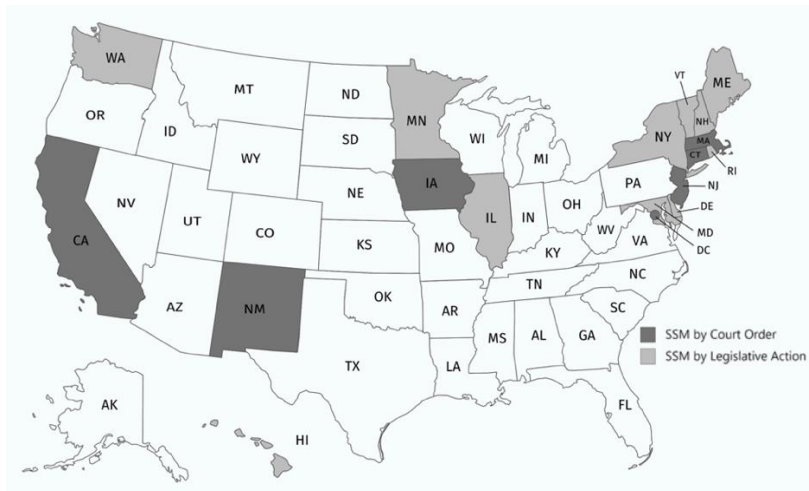 WA
MT
ND
MN
VT
ME
OR
ID
SD
WI
MI
NY
NH
MA
CT
RI
WY
IA
NE
PA
NJ
NV
UT
CO
IL
IN
OH
DE
MD
DC
CA
KS
MO
WV
VA
KY
AZ
NM
OK
AR
TN
NC
SC
MS
AL
GA
TX
LA
FL
AK
HI
SSM by Court Order
SSM by Legislative Action